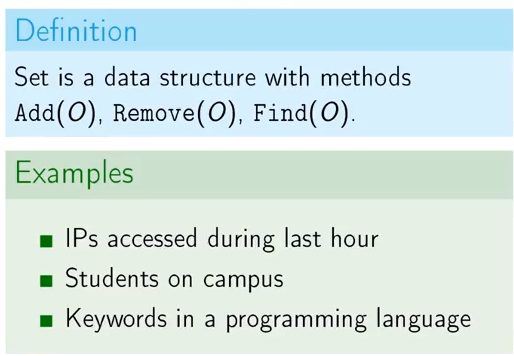 Definition
Set is a data structure with methods
Add(O), Remove(O), Find(O).
Examples
IPs accessed during last hour
Students on campus
Keywords in a programming language